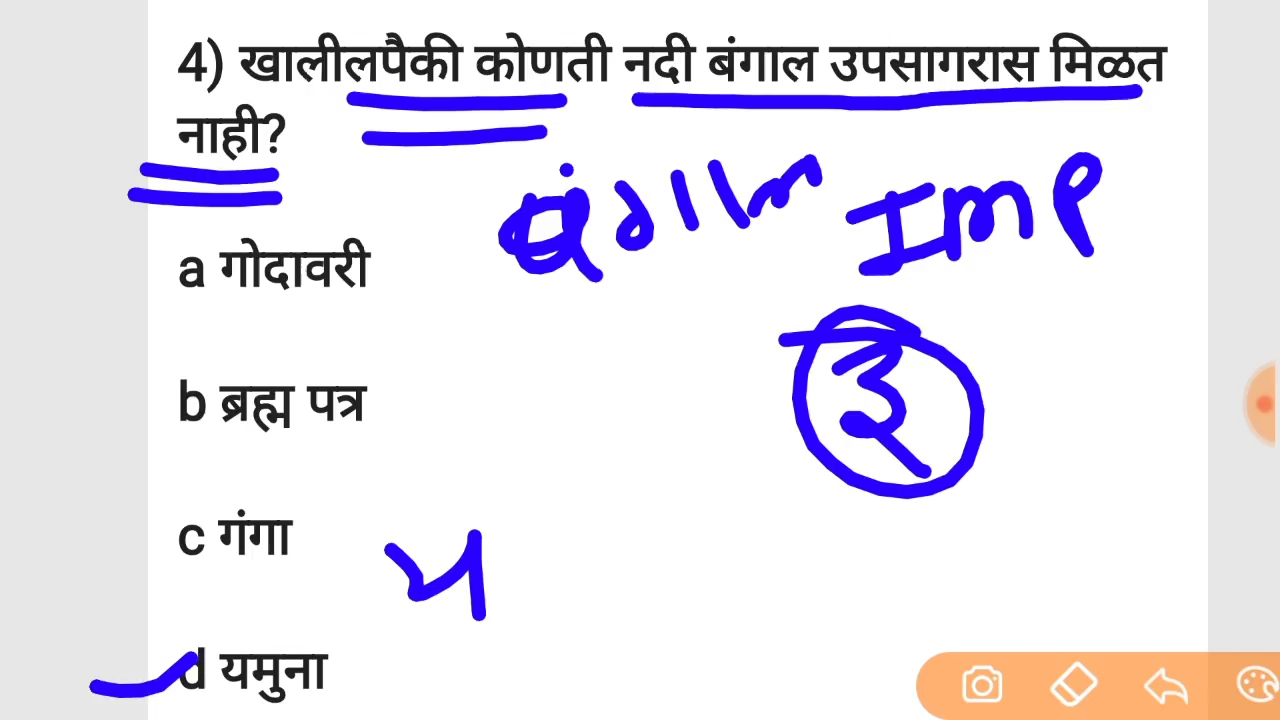 4) खालीलपैकी कोणती नदी बंगाल उपसागरास मिळत
नाही?
बंगाल IMP
a गोदावरी
३
b ब्रह्म पत्र
c गंगा
d यमुना